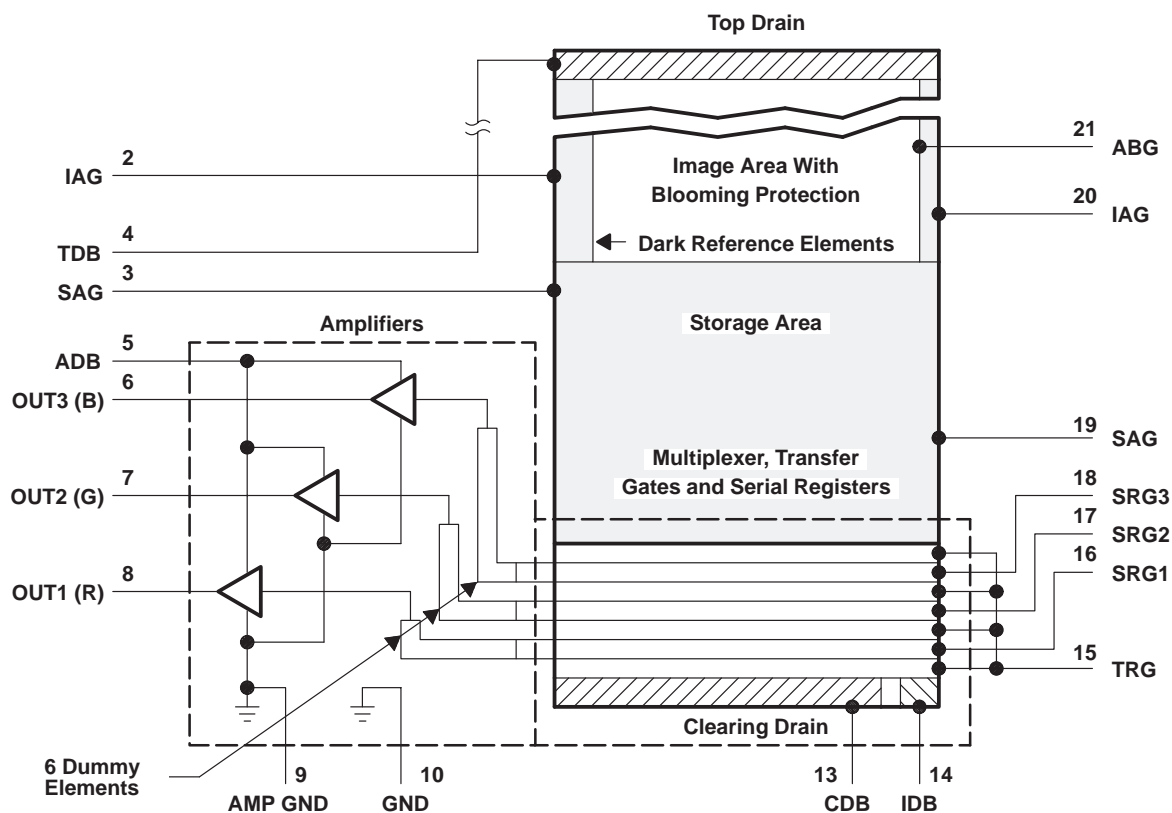 Top Drain
21
ABG
2
IAG
Image Area With
Blooming Protection
20
IAG
4
TDB
Dark Reference Elements
3
SAG
Storage Area
Amplifiers
5
ADB
6
OUT3 (B)
19
SAG
Multiplexer, Transfer
Gates and Serial Registers
7
OUT2 (G)
18
SRG3
17
SRG2
16
SRG1
8
OUT1 (R)
15
TRG
Clearing Drain
6 Dummy
Elements
9
AMP GND
10
GND
13
CDB
14
IDB